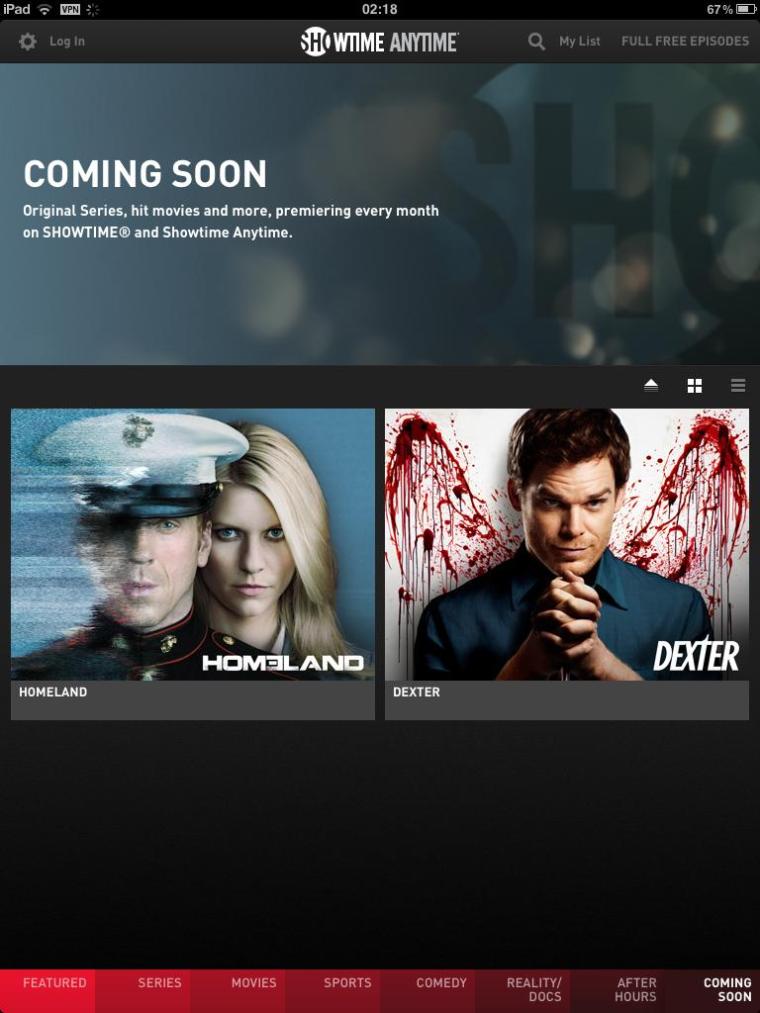 iPad VPN 02:18 67%
Log In SHOWTIME ANYTIME My List FULL FREE EPISODES
SHO
COMING SOON
Original Series, hit movies and more, premiering every month
on SHOWTIME® and Showtime Anytime.
HOMELAND
DEXTER
HOMELAND
DEXTER
FEATURED SERIES MOVIES SPORTS COMEDY REALITY/ AFTER COMING
DOCS HOURS SOON